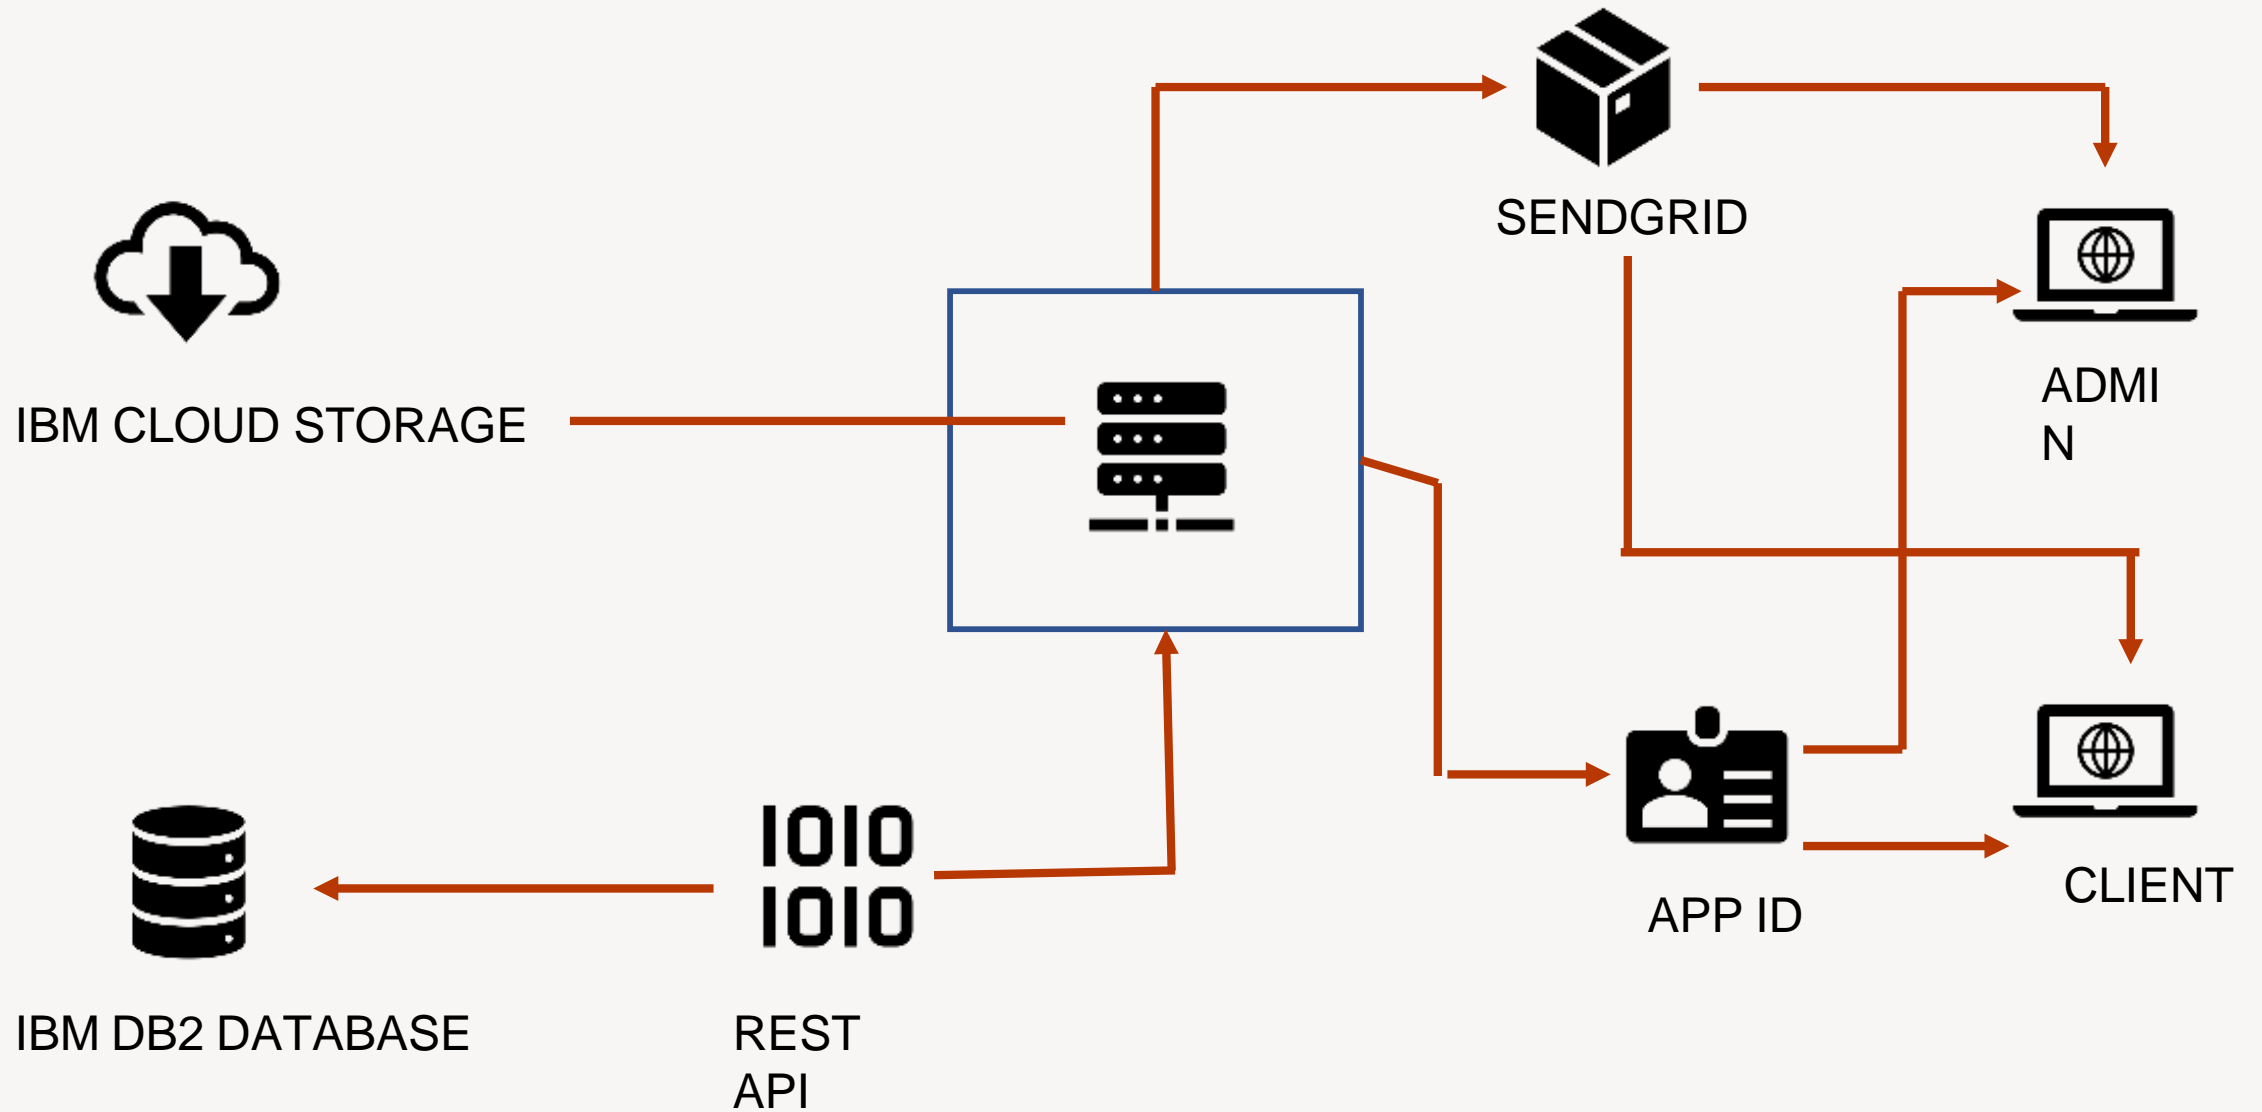 SENDGRID
ADMI
N
IBM CLOUD STORAGE
CLIENT
APP ID
IBM DB2 DATABASE
REST
API